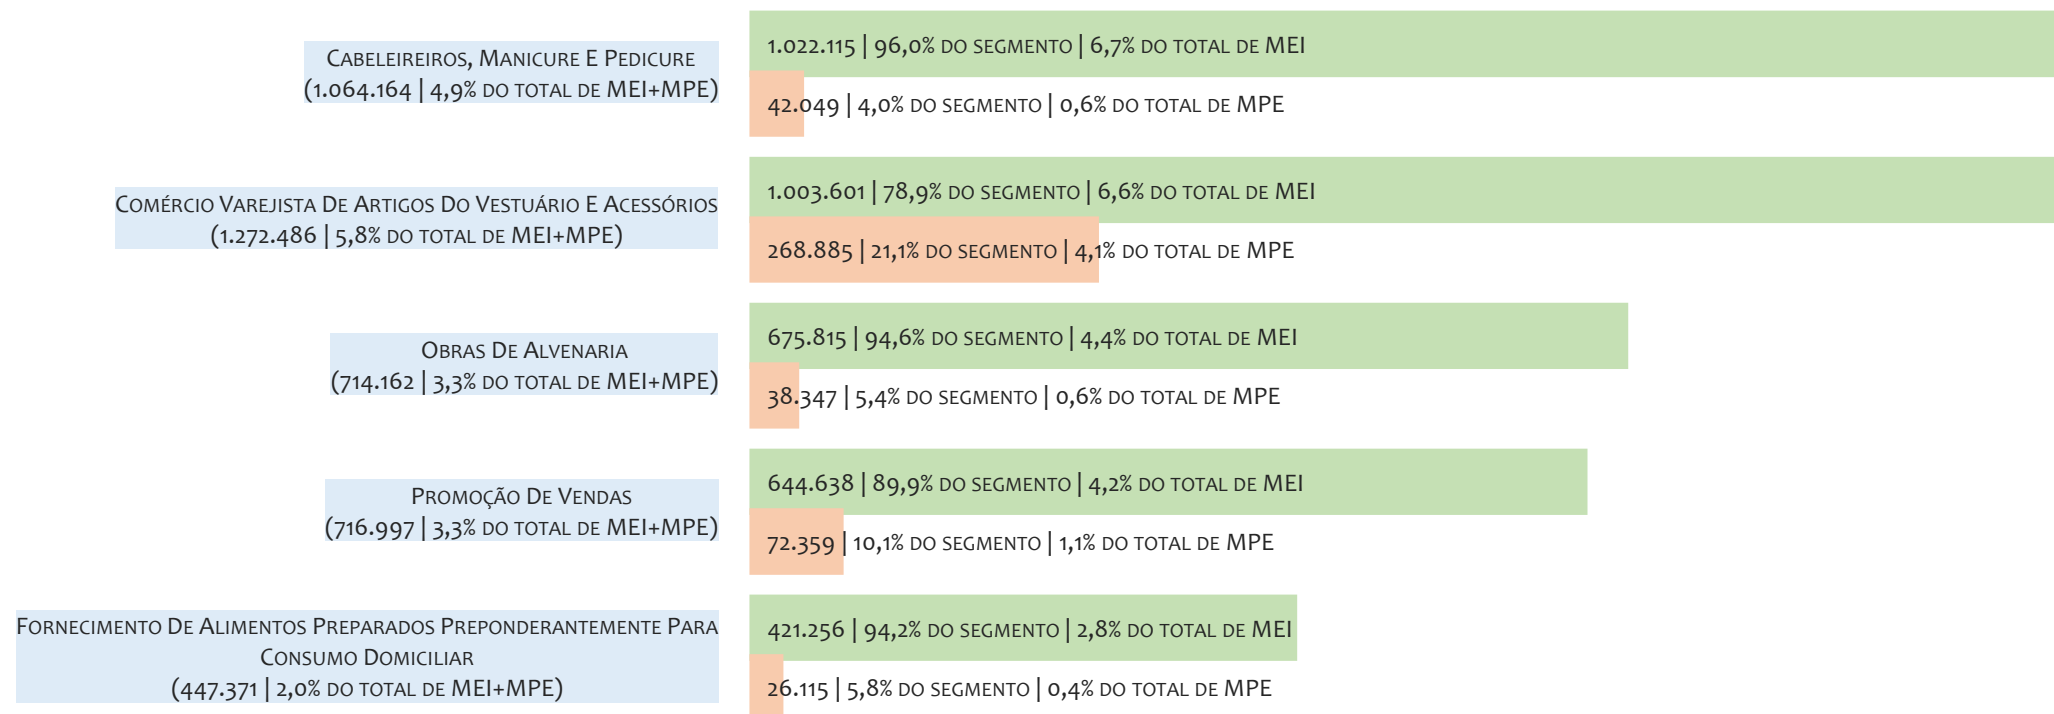 CABELEIREIROS, MANICURE E PEDICURE
(1.064.164 | 4,9% DO TOTAL DE MEI+MPE)
1.022.115 | 96,0% DO SEGMENTO | 6,7% DO TOTAL DE MEI
42.049 | 4,0% DO SEGMENTO | 0,6% DO TOTAL DE MPE
COMÉRCIO VAREJISTA DE ARTIGOS DO VESTUÁRIO E ACESSÓRIOS
(1.272.486 | 5,8% DO TOTAL DE MEI+MPE)
1.003.601 | 78,9% DO SEGMENTO | 6,6% DO TOTAL DE MEI
268.885 | 21,1% DO SEGMENTO | 4,1% DO TOTAL DE MPE
OBRAS DE ALVENARIA
(714.162 | 3,3% DO TOTAL DE MEI+MPE)
675.815 | 94,6% DO SEGMENTO | 4,4% DO TOTAL DE MEI
38.347 | 5,4% DO SEGMENTO | 0,6% DO TOTAL DE MPE
PROMOÇÃO DE VENDAS
(716.997 | 3,3% DO TOTAL DE MEI+MPE)
644.638 | 89,9% DO SEGMENTO | 4,2% DO TOTAL DE MEI
72.359 | 10,1% DO SEGMENTO | 1,1% DO TOTAL DE MPE
FORNECIMENTO DE ALIMENTOS PREPARADOS PREPONDERANTEMENTE PARA
CONSUMO DOMICILIAR
(447.371 | 2,0% DO TOTAL DE MEI+MPE)
421.256 | 94,2% DO SEGMENTO | 2,8% DO TOTAL DE MEI
26.115 | 5,8% DO SEGMENTO | 0,4% DO TOTAL DE MPE